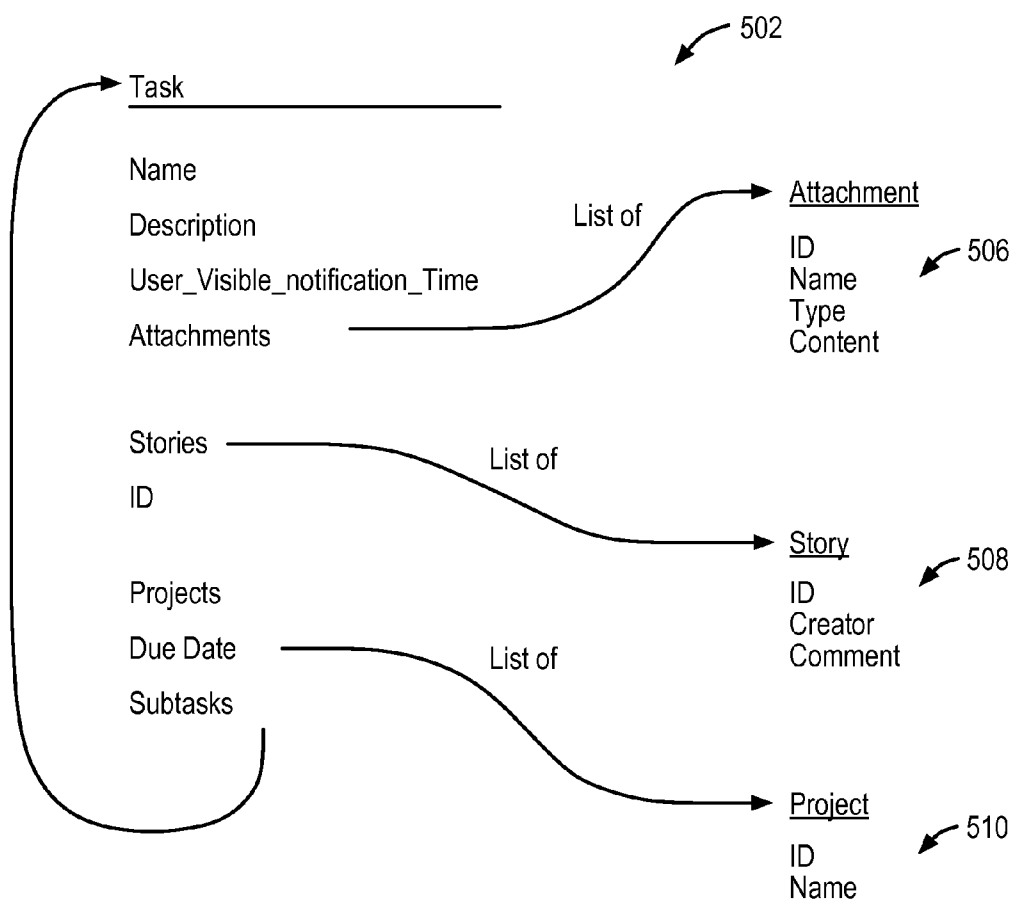 502
Task
Name
Description
User_Visible_notification_Time
Attachments
List of
Attachment
ID
Name
Type
Content
506
Stories
ID
List of
Story
ID
Creator
Comment
508
Projects
Due Date
Subtasks
List of
Project
ID
Name
510